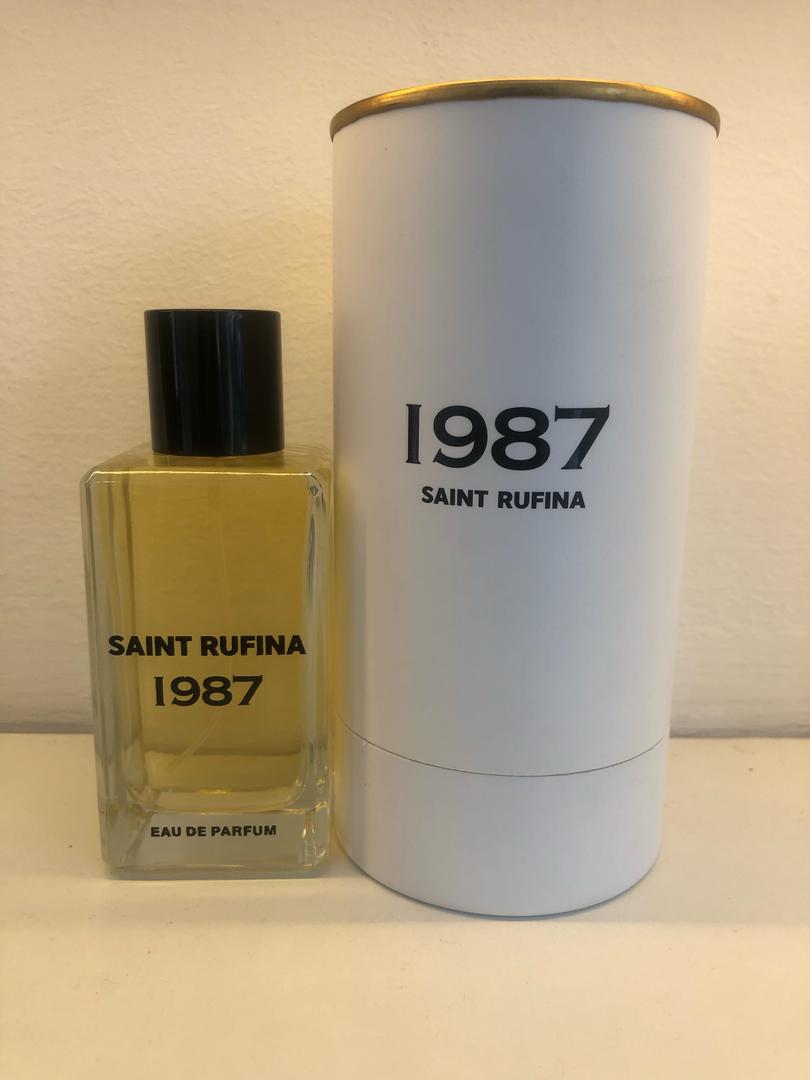 SAINT RUFINA
1987
EAU DE PARFUM
1987
SAINT RUFINA